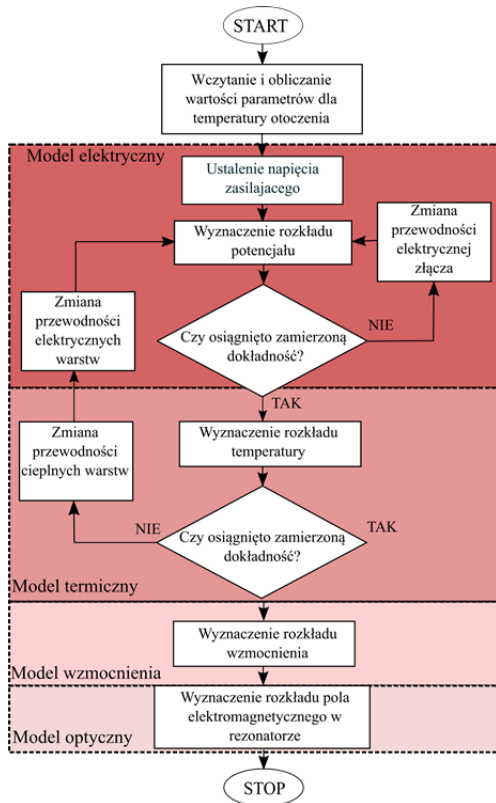 START
Wczytanie i obliczanie
wartości parametrów dla
temperatury otoczenia
Model elektryczny
Ustalenie napięcia
zasilajacego
Wyznaczenie rozkładu
potencjału
Zmiana
przewodności
elektrycznej
złącza
Zmiana
przewodności
elektrycznych
warstw
Czy osiągnięto zamierzoną
dokładność?
NIE
TAK
Wyznaczenie rozkładu
temperatury
Zmiana
przewodności
cieplnych warstw
NIE
Czy osiągnięto zamierzoną
dokładność?
TAK
Model termiczny
Wyznaczenie rozkładu
wzmocnienia
Model wzmocnienia
Wyznaczenie rozkładu pola
elektromagnetycznego w
rezonatorze
Model optyczny
STOP